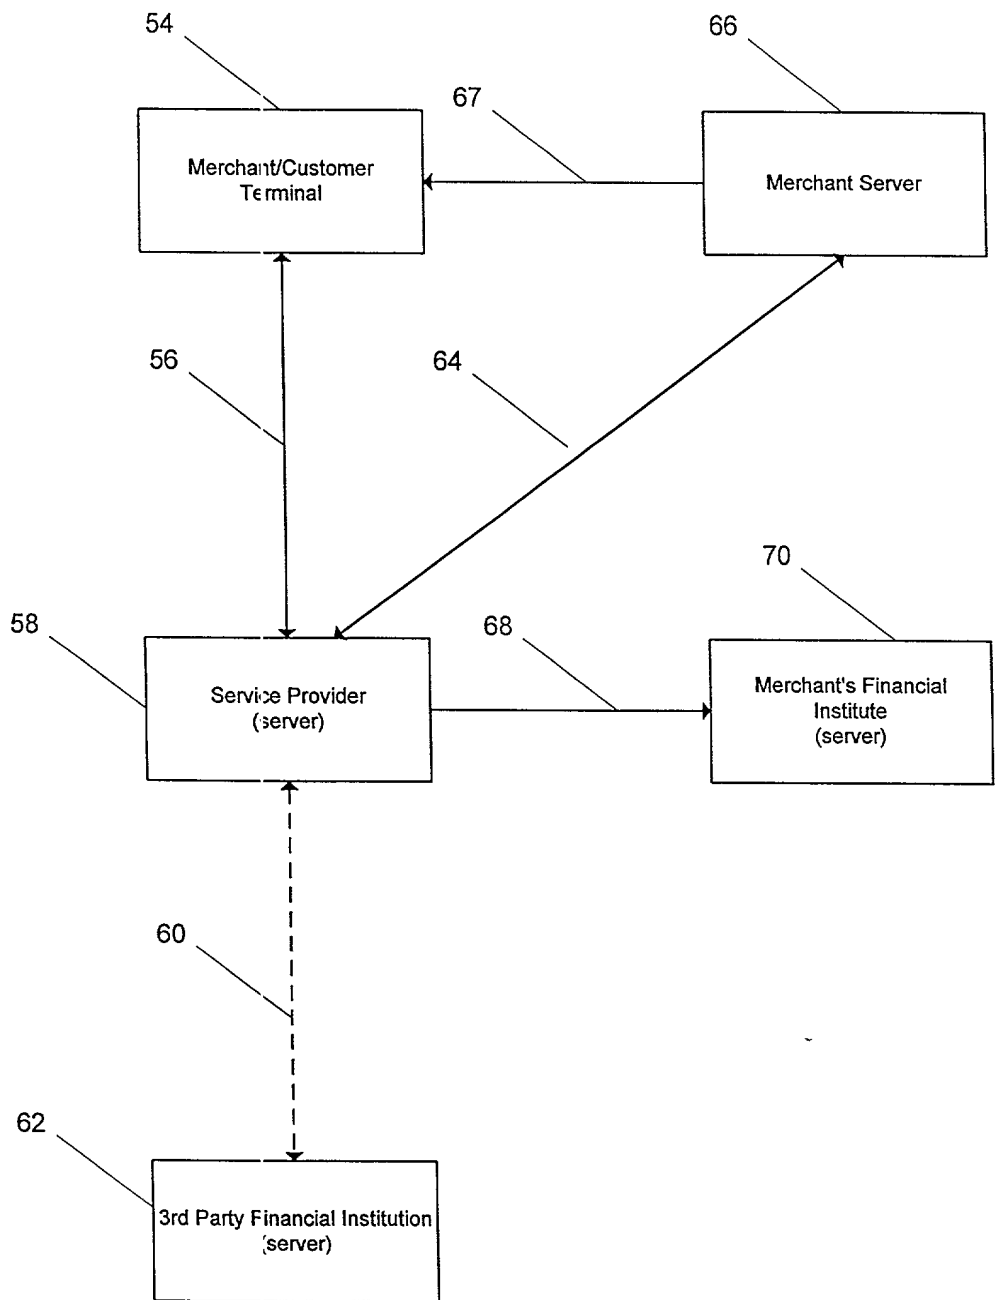 54
66
67
Merchant/Customer
Terminal
Merchant Server
56
64
70
58
68
Service Provider
(server)
Merchant's Financial
Institute
(server)
60
62
3rd Party Financial Institution
(server)